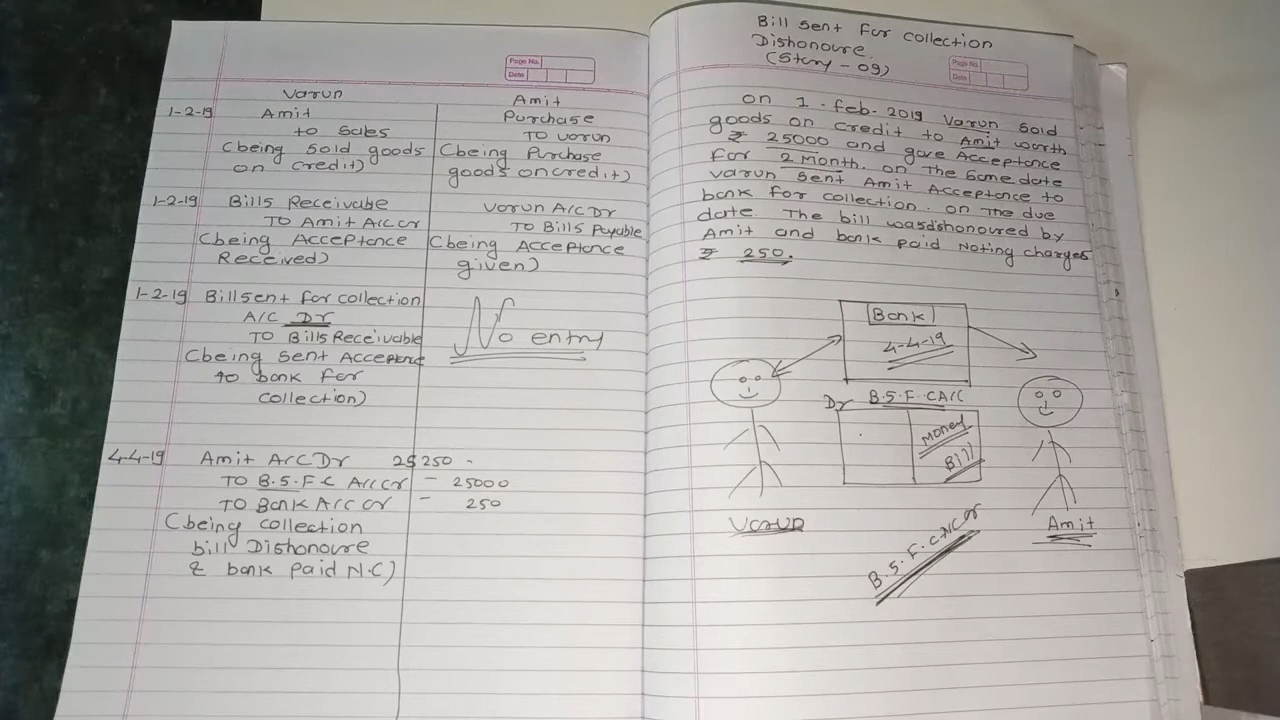 Page No.
Date
Varun
Amit
1-2-19 Amit
to Sales
(being Sold goods
on credit)
Purchase
TO Varun
(being Purchase
goods on credit)
1-2-19 Bills Receivable
TO Amit A/C Cr
(being Acceptance
Received)
Varun A/C Dr
TO Bills Payable
(being Acceptance
given)
1-2-19 Bill Sent for collection
A/C Dr
TO Bills Receivable
(being sent Acceptance
to bank for
collection)
No entry
4-4-19 Amit A/C Dr 25250 -
TO B.S.F C A/C Cr - 25000
TO Bank A/C Cr - 250
(being collection
bill Dishonoure
& bank paid N.C)
Bill sent for collection
Dishonoure.
(Story - 09)
Page No.
Date
on 1 - feb- 2019 Varun Sold
goods on credit to Amit worth
₹ 25000 and gave Acceptance
for 2 Month. on the same date
Varun sent Amit Acceptance to
bank for collection. on the due
date The bill was dishonoured by
Amit and bank paid Noting charges
₹ 250.
Bank
4-4-19
Dr B.S.F.C A/C
Money
Bill
Varun
Amit
B.S.F.C A/C Cr